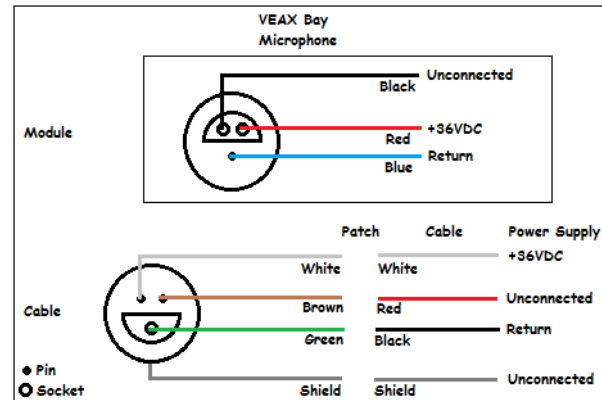 VEAX Bay
Microphone
Unconnected
Black
Module
+36VDC
Red
Return
Blue
Patch Cable Power Supply
+36VDC
White White
Unconnected
Brown Red
Cable
Return
Green Black
Pin
Unconnected
Socket
Shield Shield